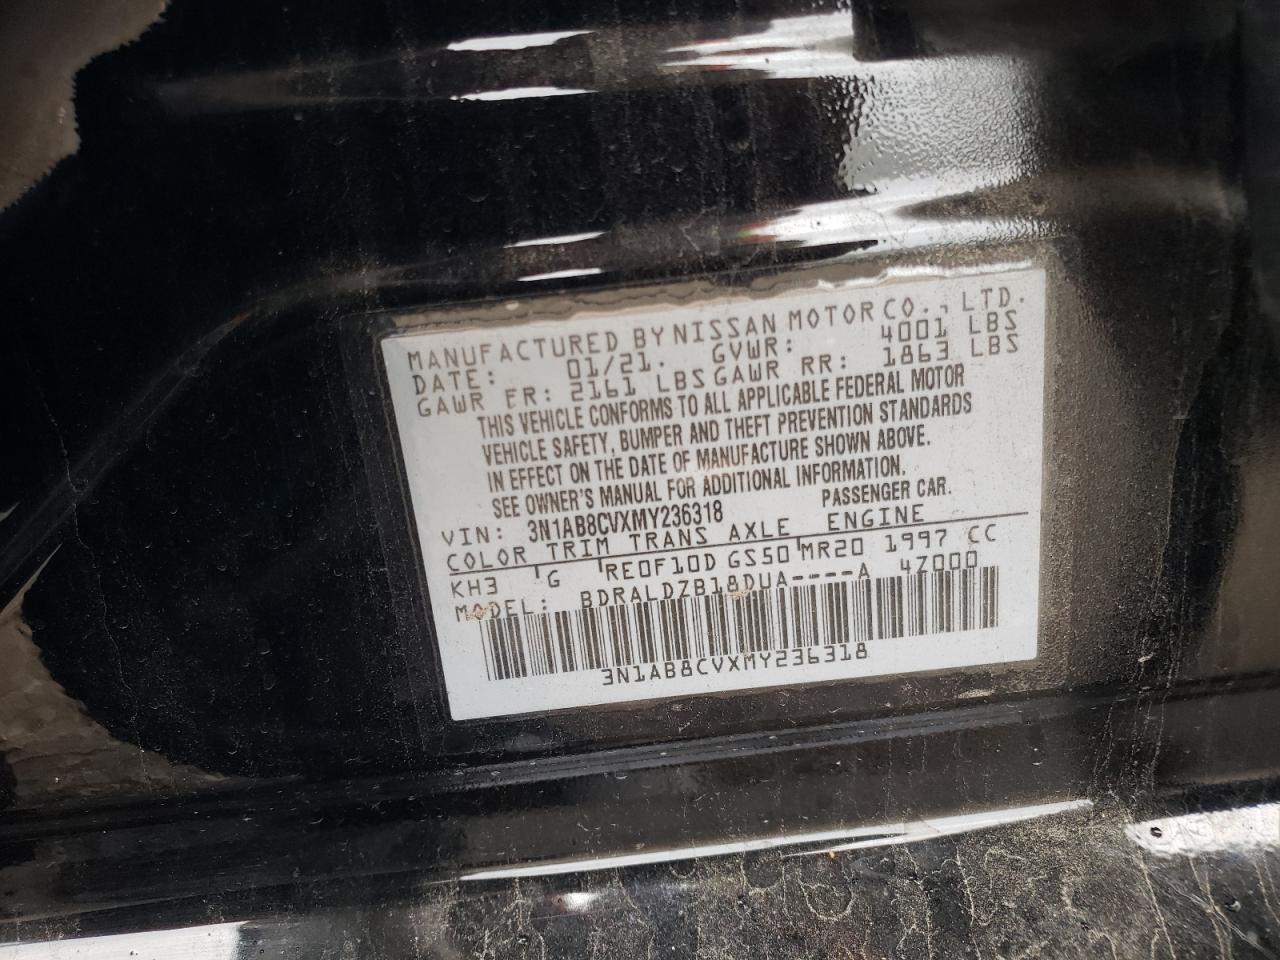 MANUFACTURED BY NISSAN MOTOR CO., LTD.
DATE: 01/21. GVWR: 4001 LBS
GAWR FR: 2161 LBS GAWR RR: 1863 LBS
THIS VEHICLE CONFORMS TO ALL APPLICABLE FEDERAL MOTOR
VEHICLE SAFETY, BUMPER AND THEFT PREVENTION STANDARDS
IN EFFECT ON THE DATE OF MANUFACTURE SHOWN ABOVE.
SEE OWNER'S MANUAL FOR ADDITIONAL INFORMATION.
VIN: 3N1AB8CVXMY236318 PASSENGER CAR.
COLOR TRIM TRANS AXLE ENGINE
KH3 G RE0F10D GS50 MR20 1997 CC
MODEL: BDRALDZB18DUA----A 4Z000
3N1AB8CVXMY236318